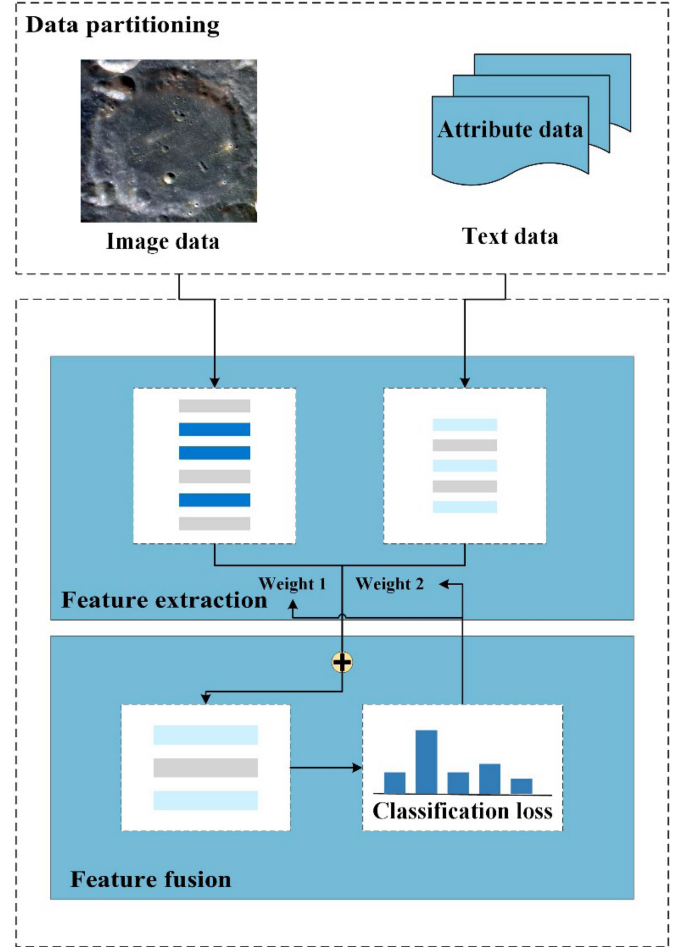 Data partitioning
Attribute data
Image data
Text data
Weight 1
Weight 2
Feature extraction
Classification loss
Feature fusion